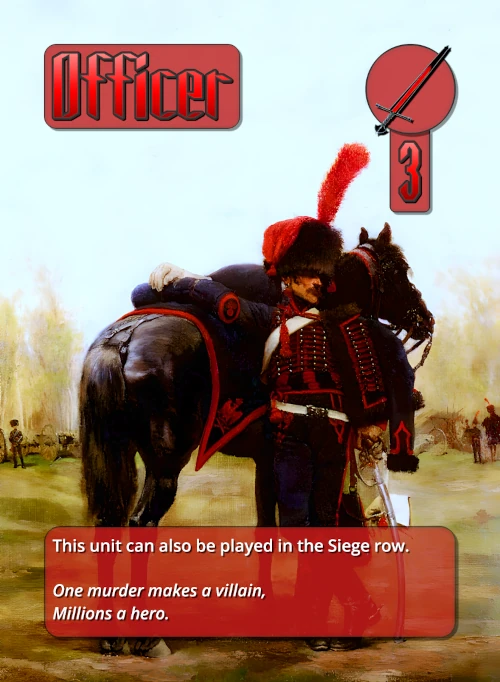 Officer
3
This unit can also be played in the Siege row.
One murder makes a villain,
Millions a hero.